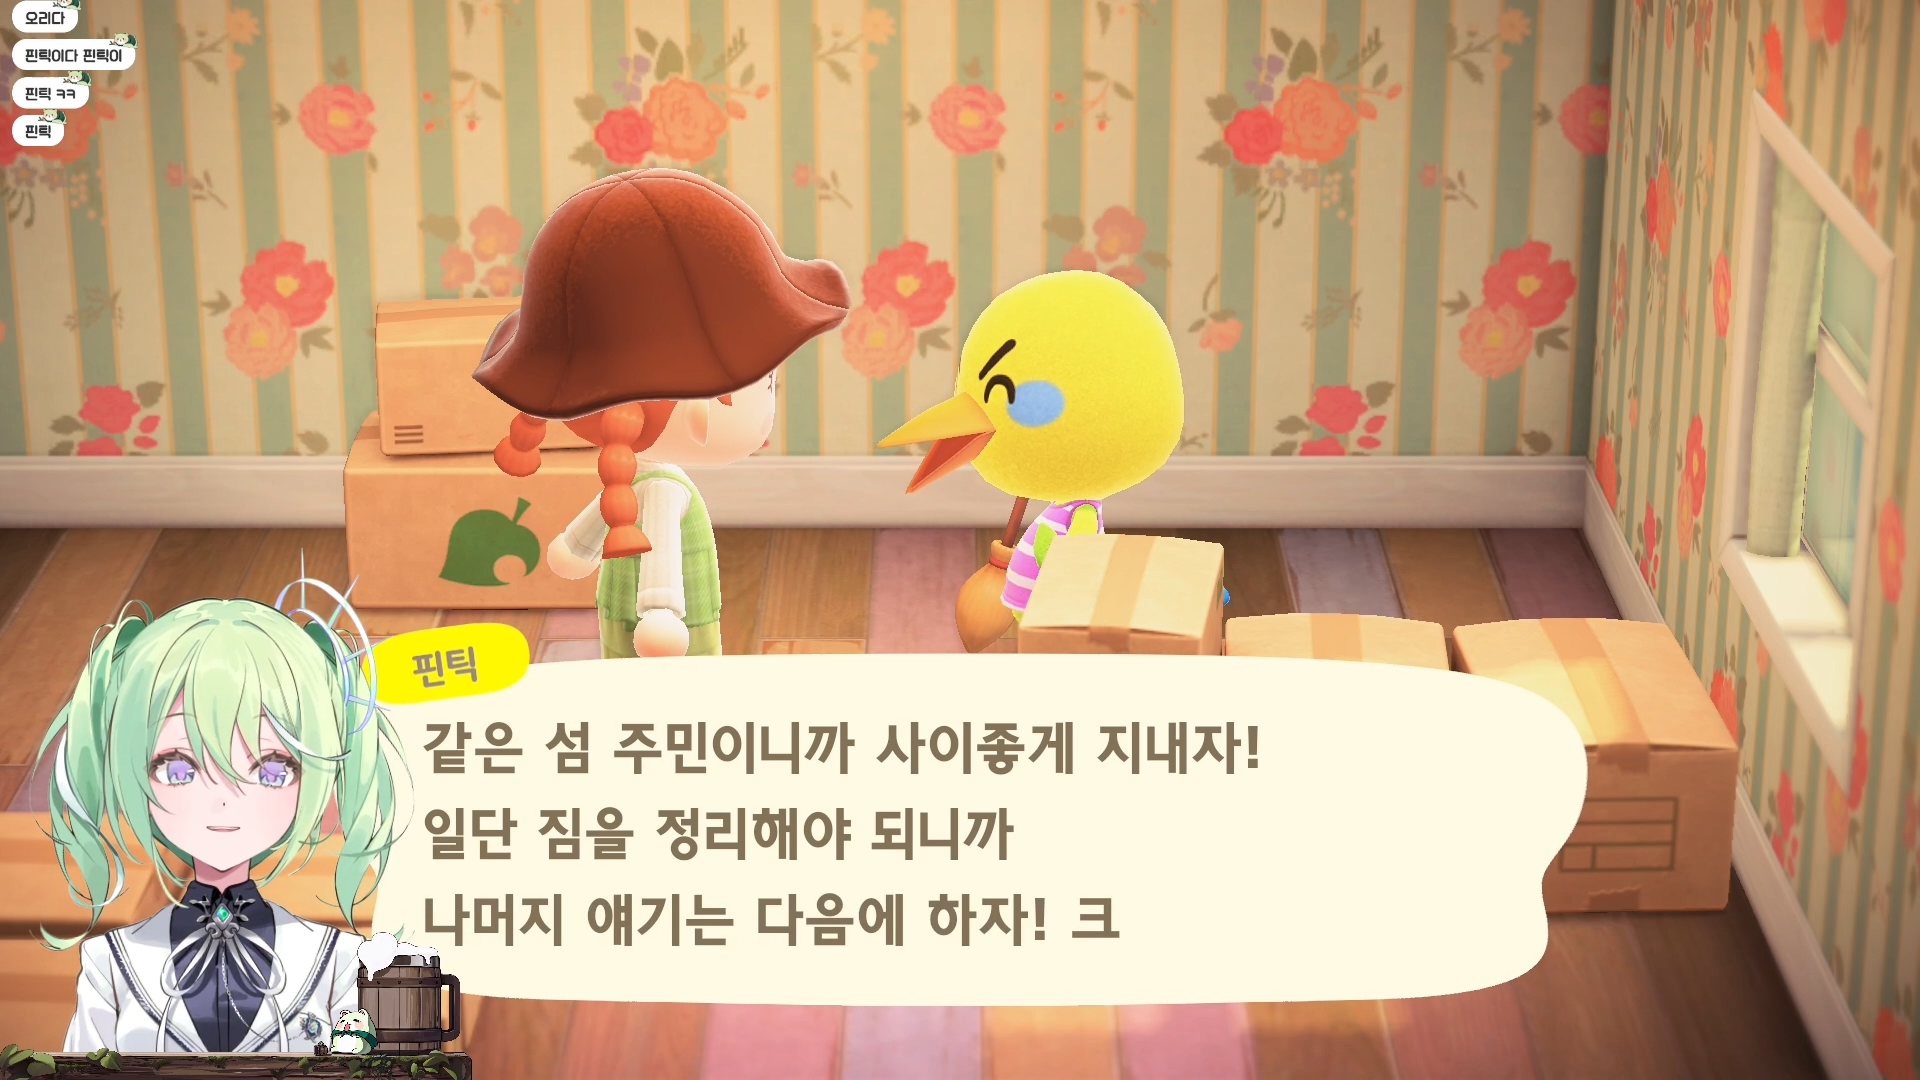 오리다
핀틱이다 핀틱이
핀틱 ㅋㅋ
핀틱
핀틱
같은 섬 주민이니까 사이좋게 지내자!
일단 짐을 정리해야 되니까
나머지 얘기는 다음에 하자! 크